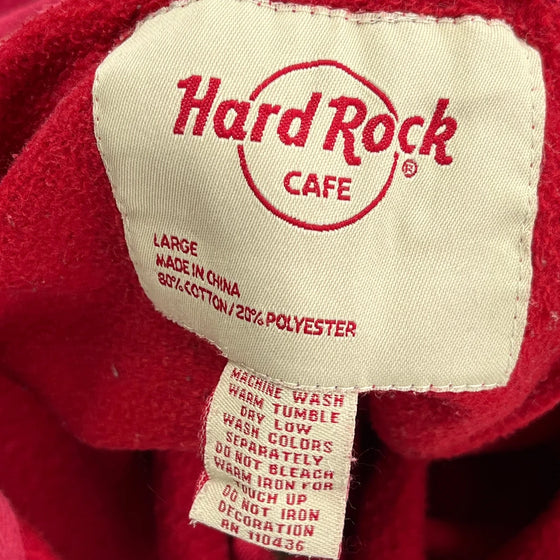 Hard Rock
®
CAFE
LARGE
MADE IN CHINA
80% COTTON/20% POLYESTER
MACHINE WASH
WARM TUMBLE
DRY LOW
WASH COLORS
SEPARATELY
DO NOT BLEACH
WARM IRON FOR
TOUCH UP
DO NOT IRON
DECORATION
RN 110436